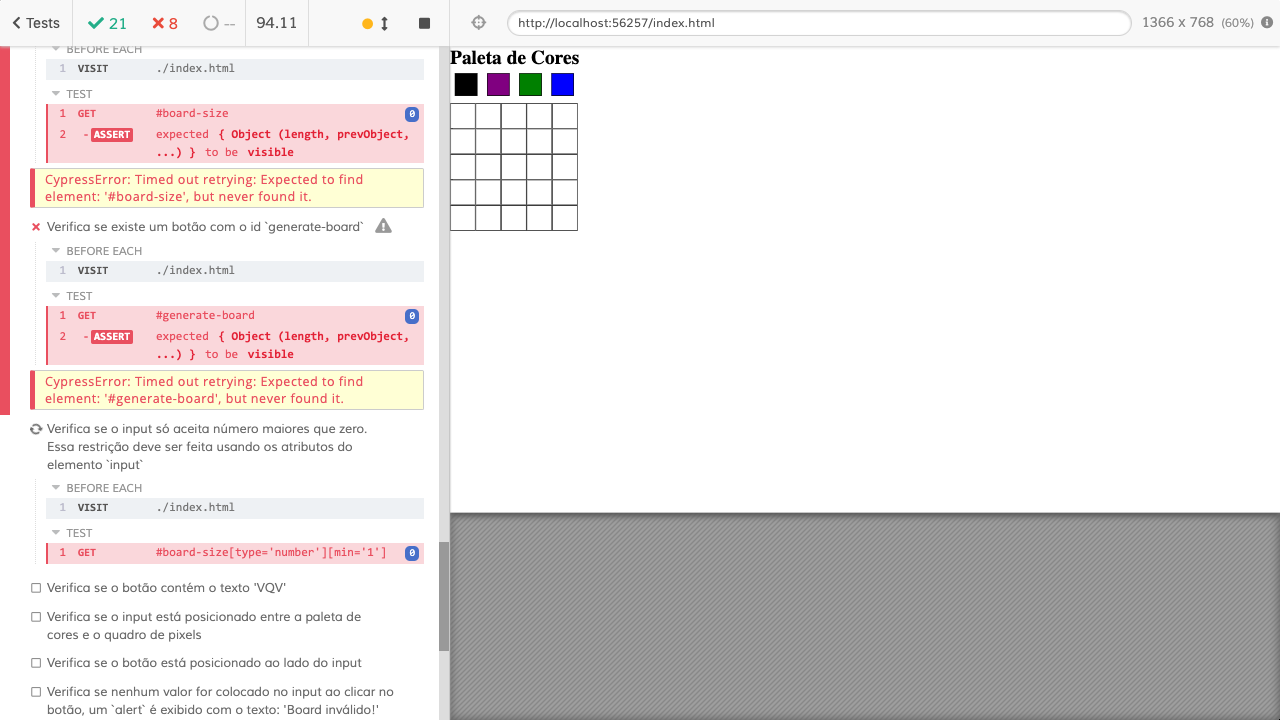 Tests 21 8 -- 94.11 http://localhost:56257/index.html 1366 x 768 (60%)
BEFORE EACH
1 VISIT ./index.html
TEST
1 GET #board-size 0
2 -ASSERT expected { Object (length, prevObject,
...) } to be visible
CypressError: Timed out retrying: Expected to find
element: '#board-size', but never found it.
Verifica se existe um botão com o id `generate-board`
BEFORE EACH
1 VISIT ./index.html
TEST
1 GET #generate-board 0
2 -ASSERT expected { Object (length, prevObject,
...) } to be visible
CypressError: Timed out retrying: Expected to find
element: '#generate-board', but never found it.
Verifica se o input só aceita número maiores que zero.
Essa restrição deve ser feita usando os atributos do
elemento `input`
BEFORE EACH
1 VISIT ./index.html
TEST
1 GET #board-size[type='number'][min='1'] 0
Verifica se o botão contém o texto 'VQV'
Verifica se o input está posicionado entre a paleta de
cores e o quadro de pixels
Verifica se o botão está posicionado ao lado do input
Verifica se nenhum valor for colocado no input ao clicar no
botão, um `alert` é exibido com o texto: 'Board inválido!'
Paleta de Cores